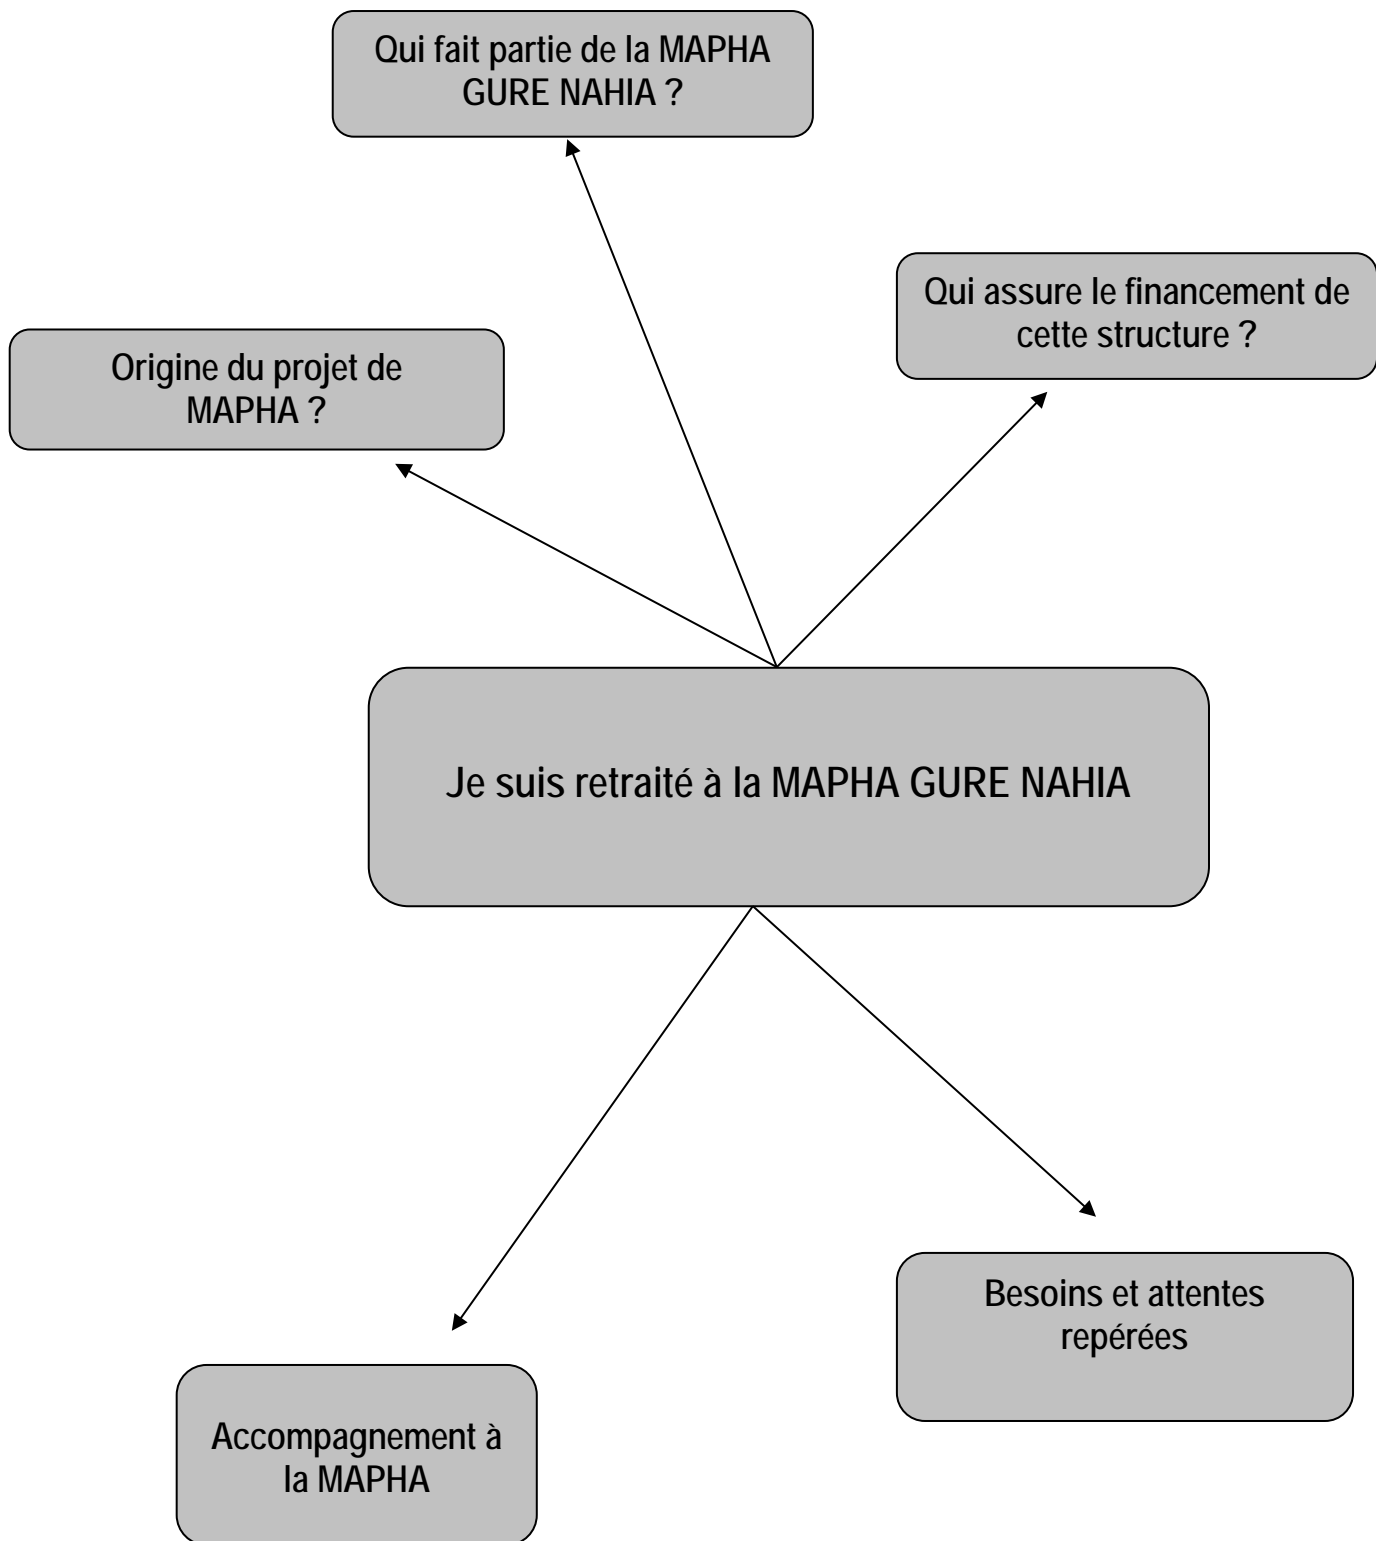 Qui fait partie de la MAPHA
GURE NAHIA ?
Qui assure le financement de
cette structure ?
Origine du projet de
MAPHA ?
Je suis retraité à la MAPHA GURE NAHIA
Besoins et attentes
repérées
Accompagnement à
la MAPHA